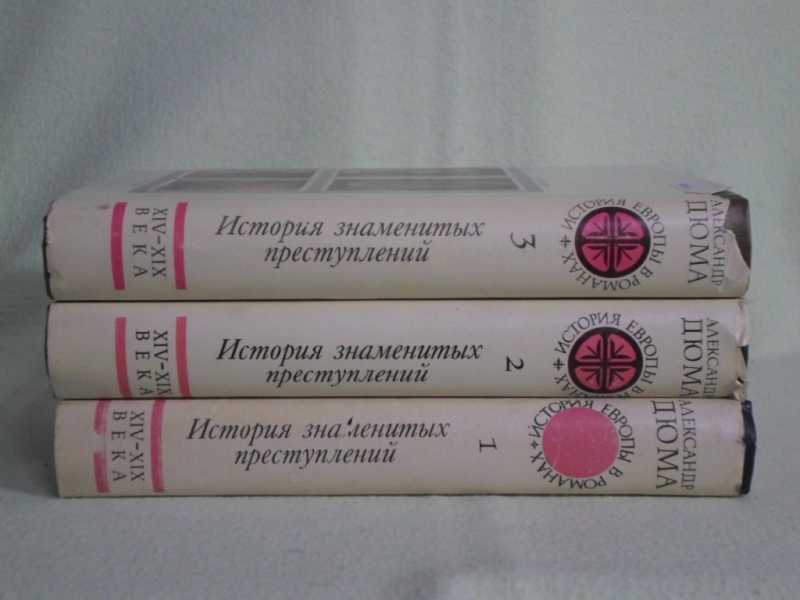 XIV-XIX
ВЕКА
История знаменитых
преступлений
3
+ИСТОРИЯ ЕВРОПЫ В РОМАНАХ
АЛЕКСАНДР
ДЮМА
XIV-XIX
ВЕКА
История знаменитых
преступлений
2
+ИСТОРИЯ ЕВРОПЫ В РОМАНАХ
АЛЕКСАНДР
ДЮМА
XIV-XIX
ВЕКА
История знаменитых
преступлений
1
+ИСТОРИЯ ЕВРОПЫ В РОМАНАХ
АЛЕКСАНДР
ДЮМА